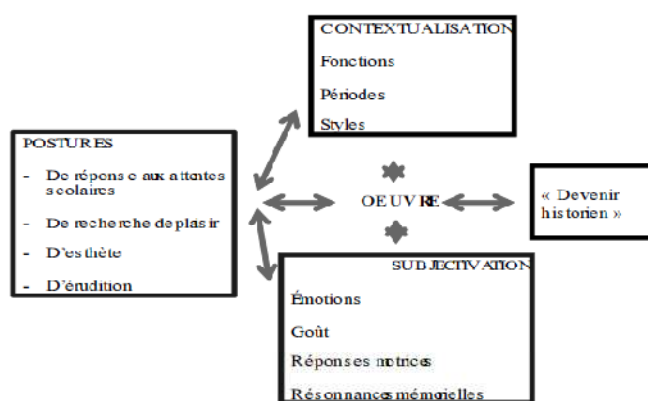 CONTEXTUALISATION
Fonctions
Périodes
Styles
POSTURES
- De réponse aux attentes
scolaires
- De recherche de plaisir
- D'esthète
- D'érudition
OEUVRE
« Devenir
historien »
SUBJECTIVATION
Émotions
Goût
Réponses motrices
Résonnances mémorielles